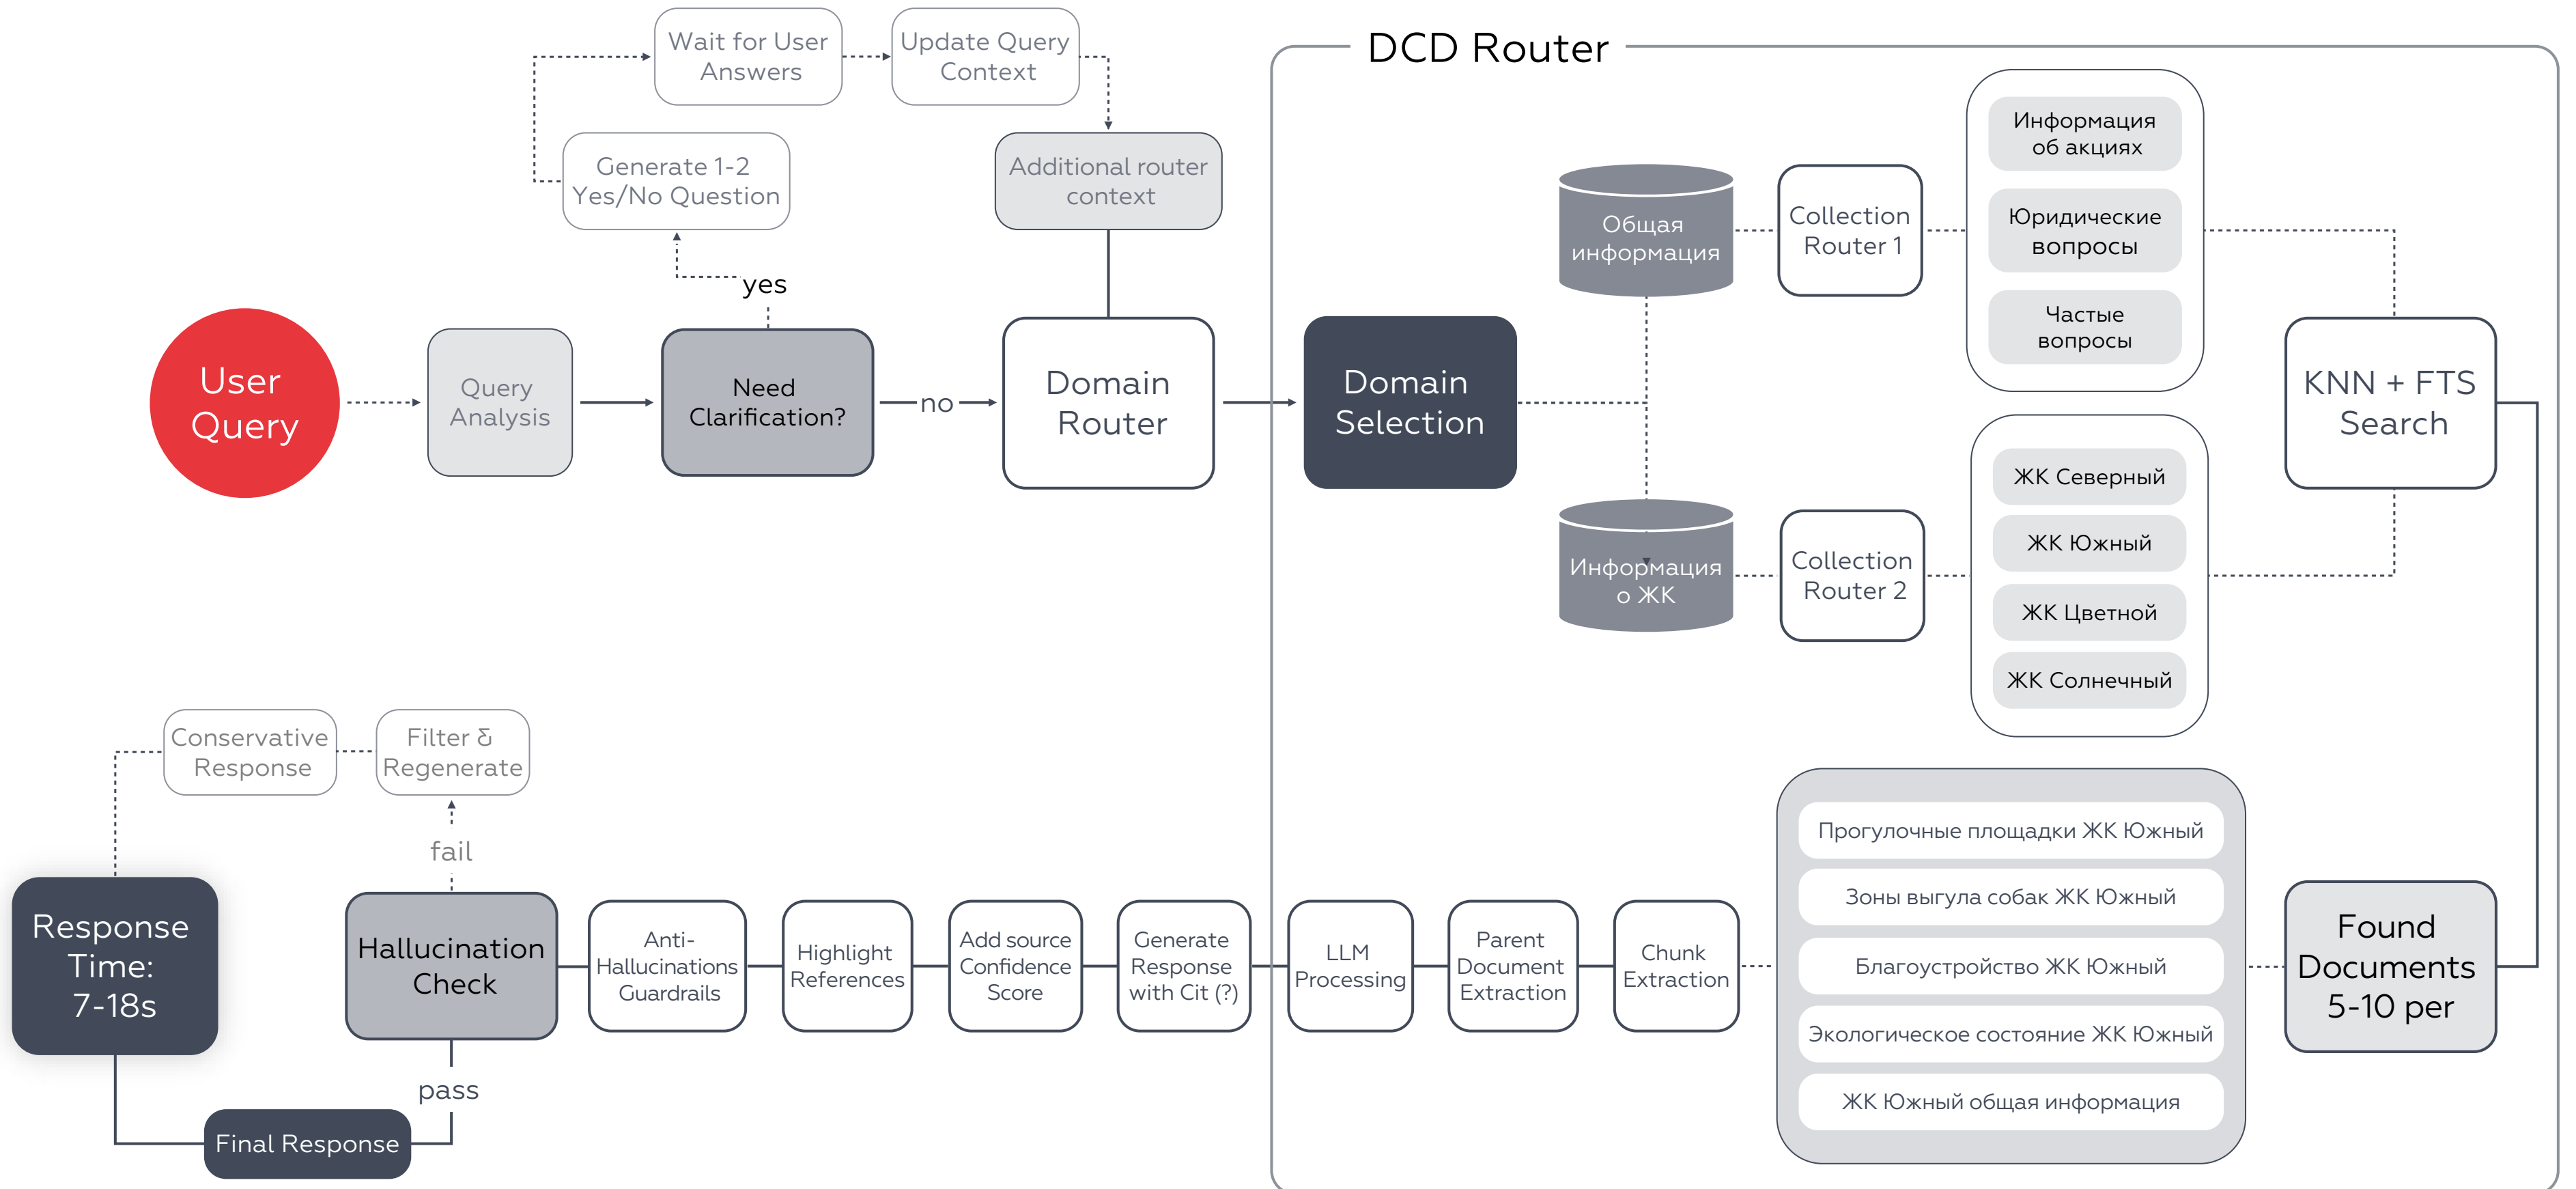 Wait for User
Answers
Update Query
Context
DCD Router
Generate 1-2
Yes/No Question
Additional router
context
yes
User
Query
Query
Analysis
Need
Clarification?
no
Domain
Router
Domain
Selection
Общая
информация
Collection
Router 1
Информация
об акциях
Юридические
вопросы
Частые
вопросы
KNN + FTS
Search
Информация
о ЖК
Collection
Router 2
ЖК Северный
ЖК Южный
ЖК Цветной
ЖК Солнечный
Conservative
Response
Filter &
Regenerate
fail
Response
Time:
7-18s
Hallucination
Check
Anti-
Hallucinations
Guardrails
Highlight
References
Add source
Confidence
Score
Generate
Response
with Cit (?)
LLM
Processing
Parent
Document
Extraction
Chunk
Extraction
Прогулочные площадки ЖК Южный
Зоны выгула собак ЖК Южный
Благоустройство ЖК Южный
Экологическое состояние ЖК Южный
ЖК Южный общая информация
Found
Documents
5-10 per
pass
Final Response